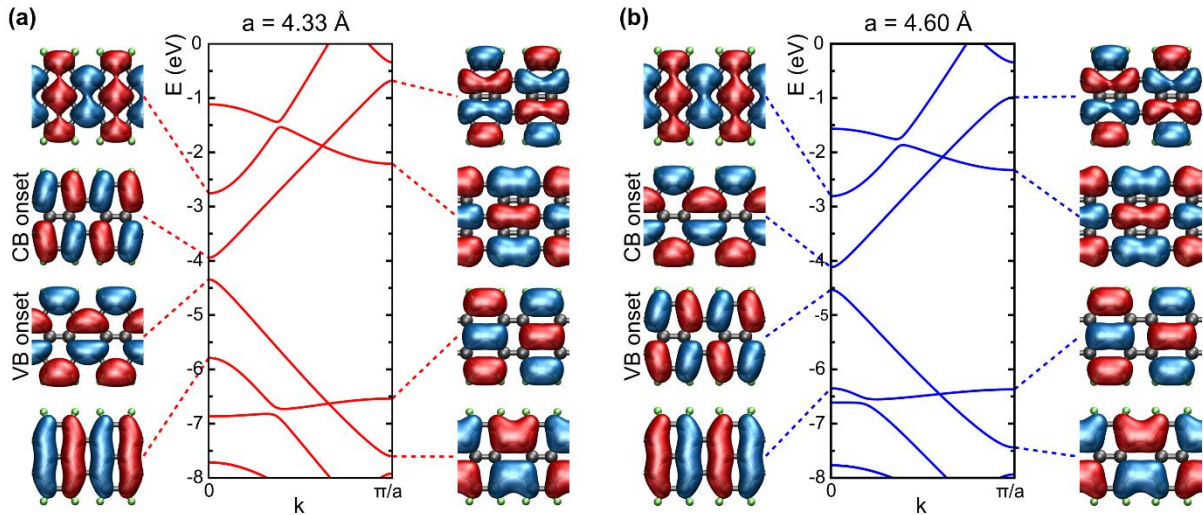 (a)
a = 4.33 Å
E (eV)
0
-1
-2
-3
-4
-5
-6
-7
-8
CB onset
VB onset
0
k
π/a
(b)
a = 4.60 Å
E (eV)
0
-1
-2
-3
-4
-5
-6
-7
-8
CB onset
VB onset
0
k
π/a